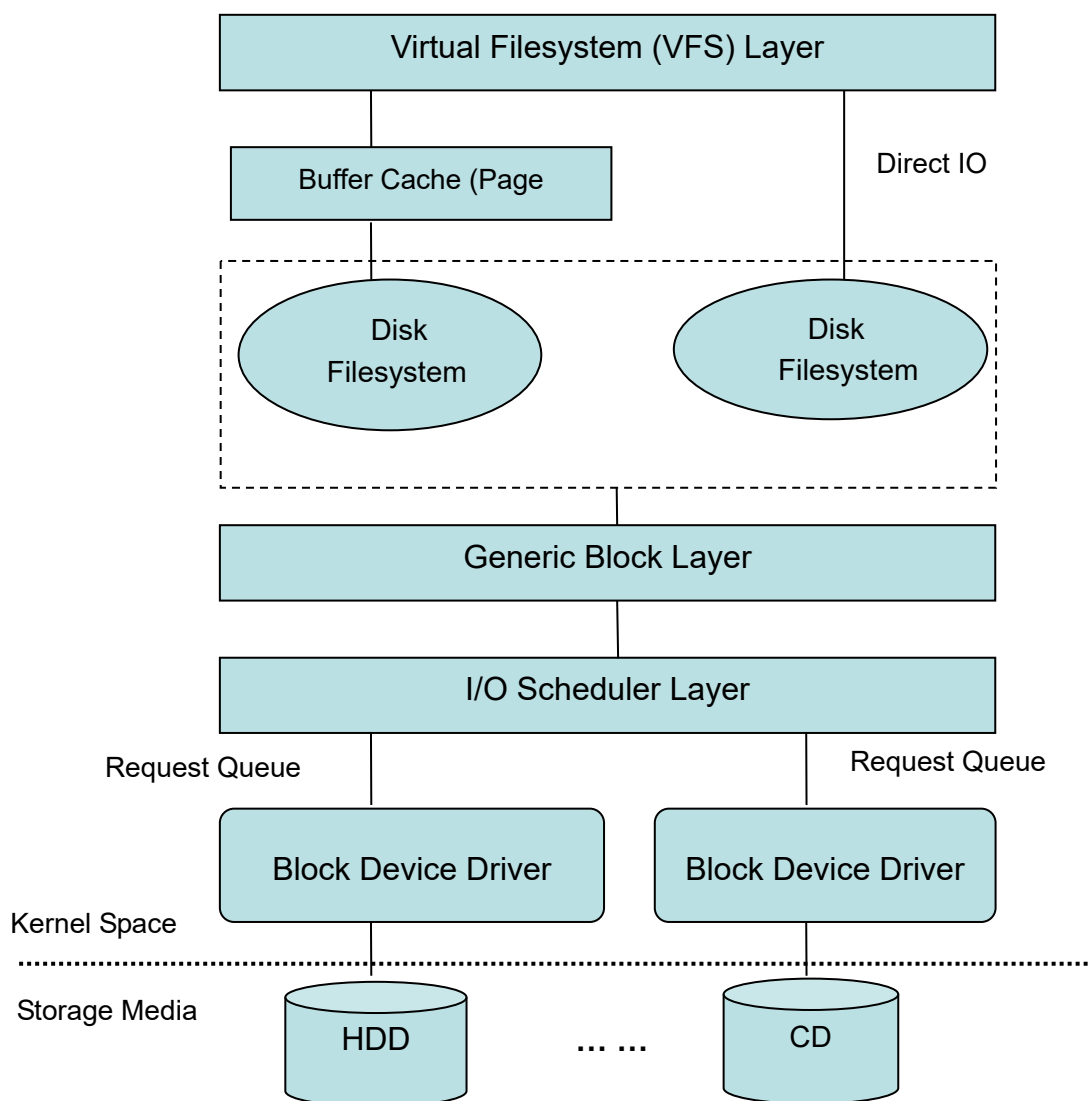 Virtual Filesystem (VFS) Layer
Direct IO
Buffer Cache (Page
Disk
Filesystem
Disk
Filesystem
Generic Block Layer
I/O Scheduler Layer
Request Queue
Request Queue
Block Device Driver
Block Device Driver
Kernel Space
Storage Media
HDD
... ...
CD